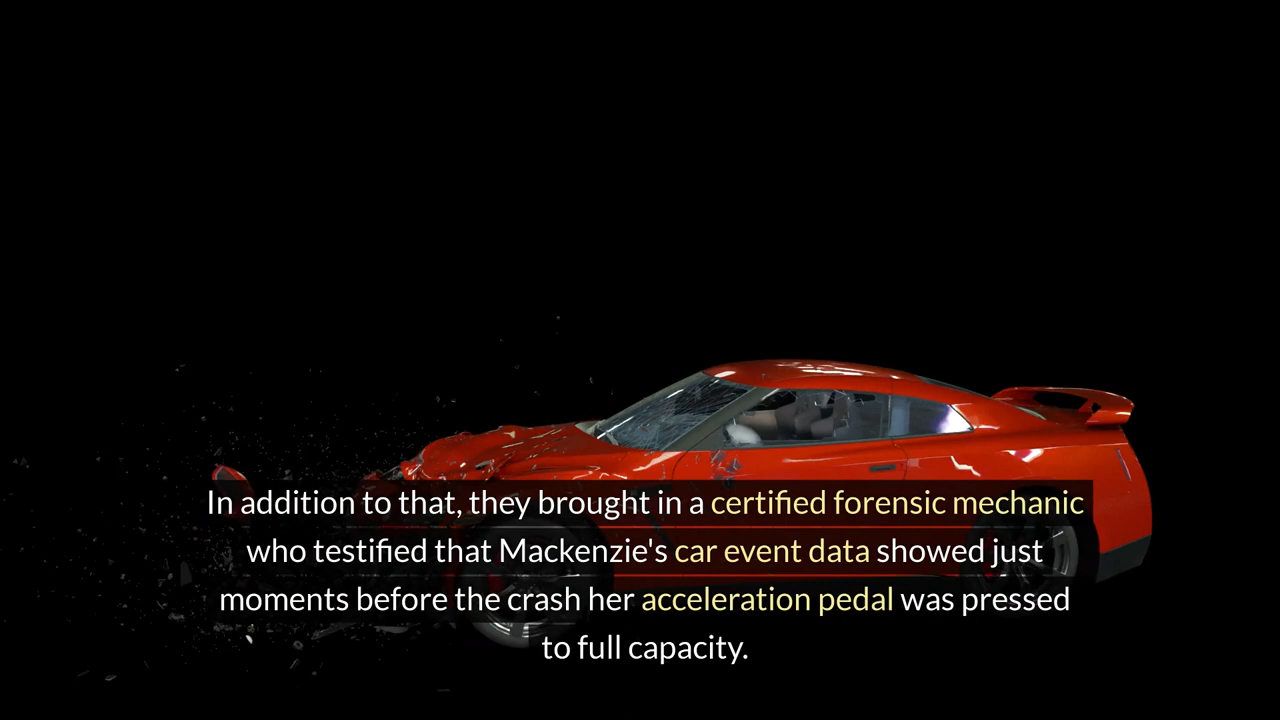 In addition to that, they brought in a certified forensic mechanic
who testified that Mackenzie's car event data showed just
moments before the crash her acceleration pedal was pressed
to full capacity.